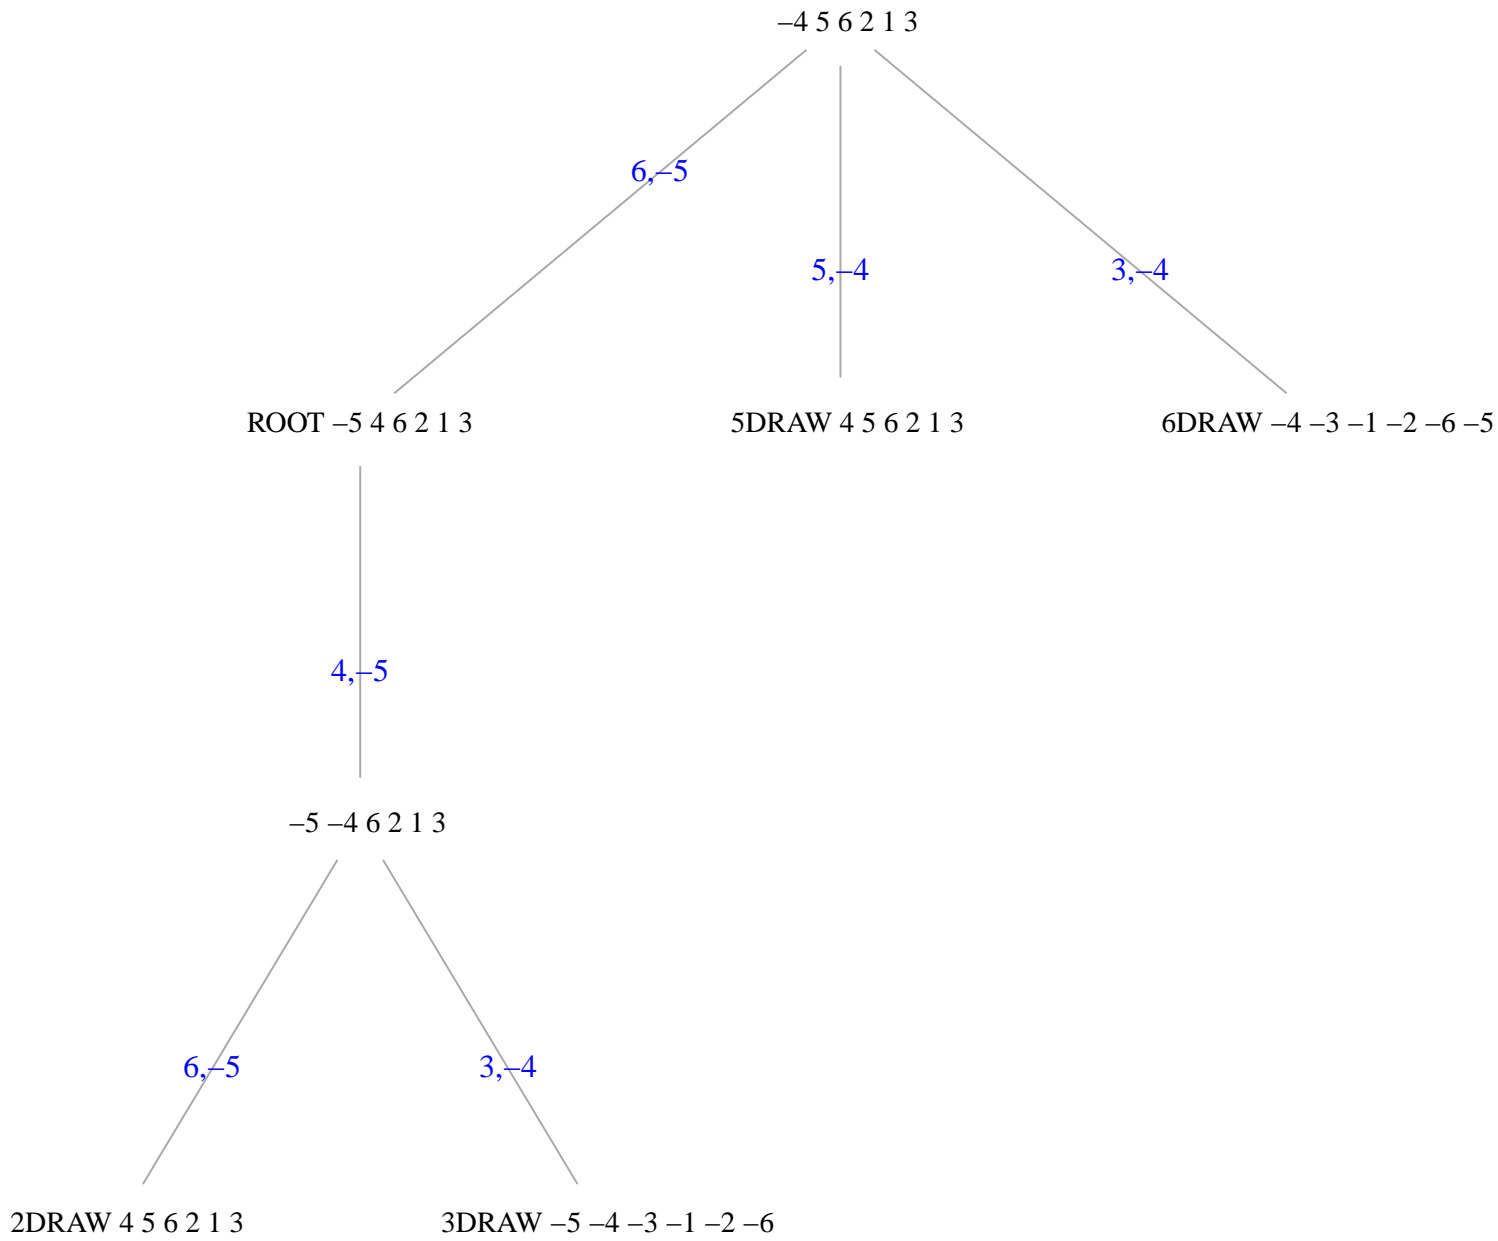 –4 5 6 2 1 3
6,–5
5,–4
3,–4
ROOT –5 4 6 2 1 3
5DRAW 4 5 6 2 1 3
6DRAW –4 –3 –1 –2 –6 –5
4,–5
–5 –4 6 2 1 3
6,–5
3,–4
2DRAW 4 5 6 2 1 3
3DRAW –5 –4 –3 –1 –2 –6